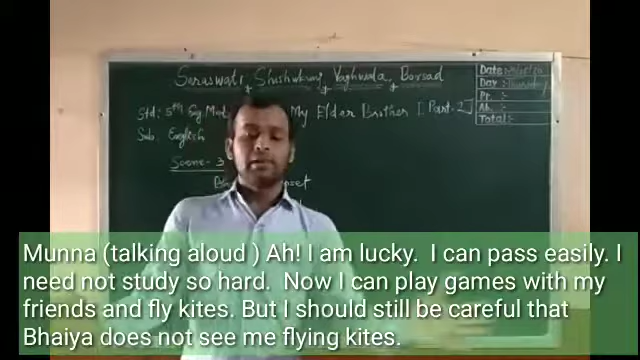 Saraswati Shishukunj, Vaghwada, Borsad
Date
Std: 5th Eng. Med. My Elder Brother [Part-2]
Day: Thursday
Pr. :
Sub. English
Ab. :
Total:-
Scene-3
Munna (talking aloud ) Ah! I am lucky. I can pass easily. I
need not study so hard. Now I can play games with my
friends and fly kites. But I should still be careful that
Bhaiya does not see me flying kites.